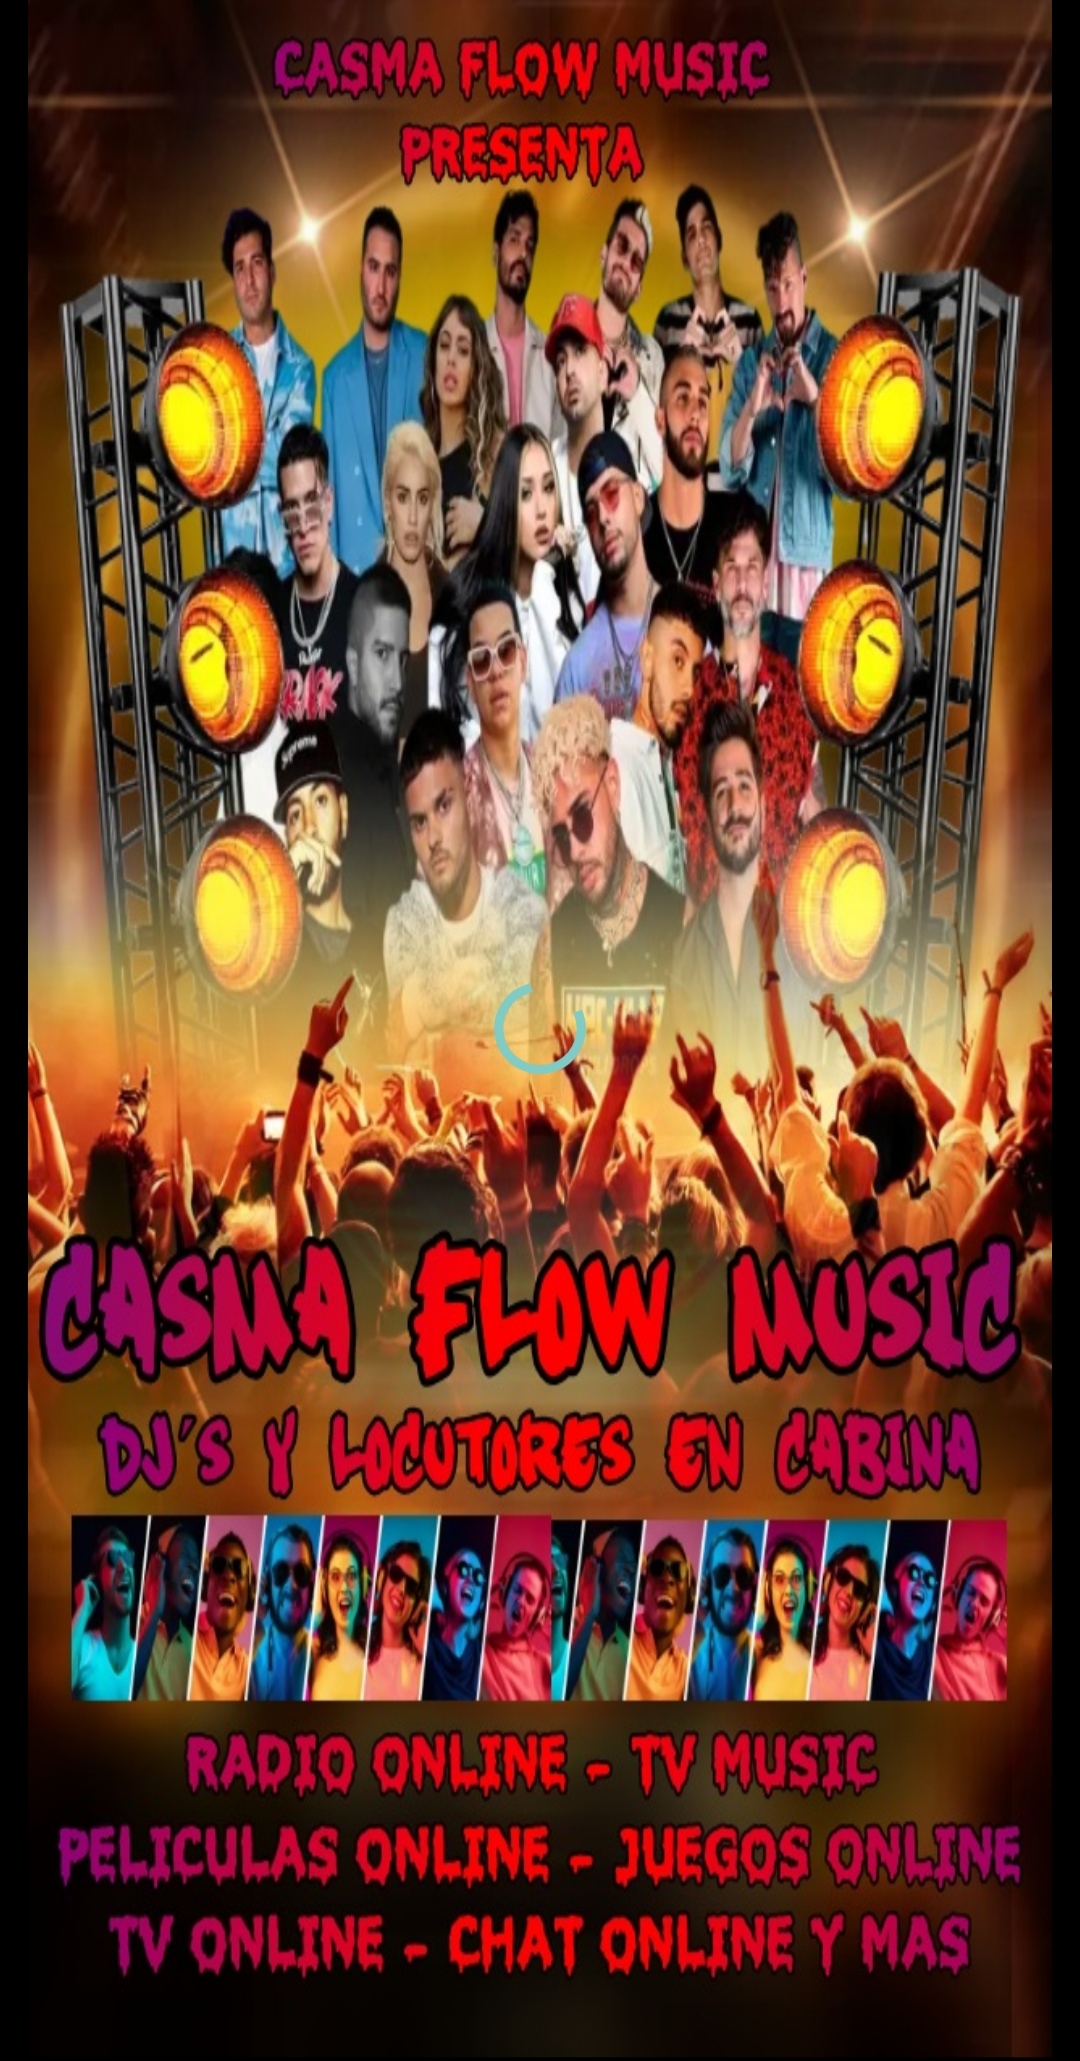 CASMA FLOW MUSIC
PRESENTA
Supreme
CASMA FLOW MUSIC
DJ'S Y LOCUTORES EN CABINA
RADIO ONLINE - TV MUSIC
PELICULAS ONLINE - JUEGOS ONLINE
TV ONLINE - CHAT ONLINE Y MAS